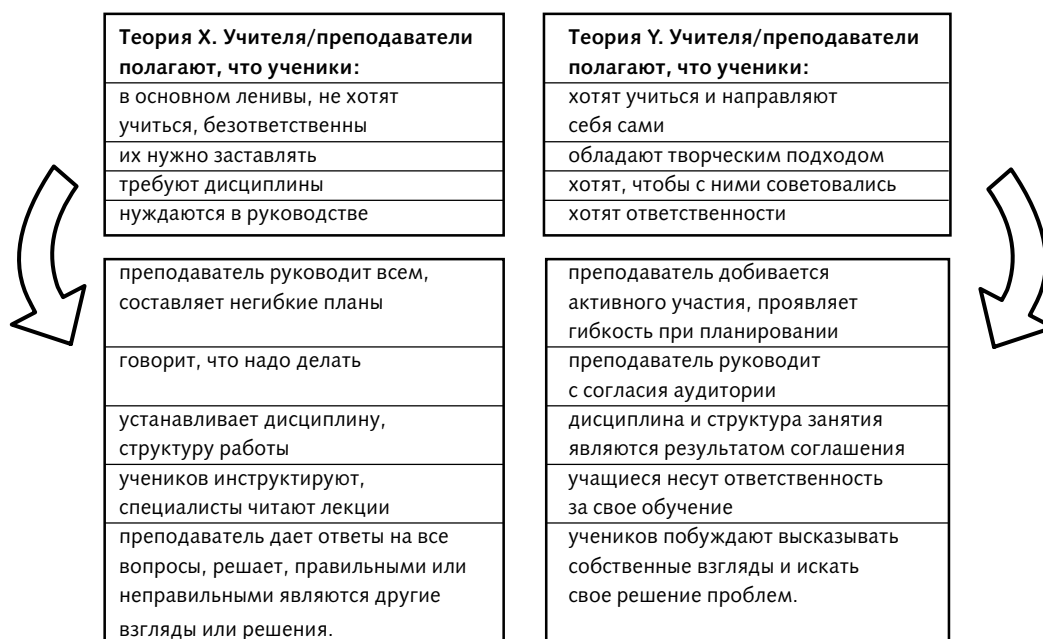 Теория X. Учителя/преподаватели
полагают, что ученики:
в основном ленивы, не хотят
учиться, безответственны
их нужно заставлять
требуют дисциплины
нуждаются в руководстве
Теория Y. Учителя/преподаватели
полагают, что ученики:
хотят учиться и направляют
себя сами
обладают творческим подходом
хотят, чтобы с ними советовались
хотят ответственности
преподаватель руководит всем,
составляет негибкие планы
говорит, что надо делать
устанавливает дисциплину,
структуру работы
учеников инструктируют,
специалисты читают лекции
преподаватель дает ответы на все
вопросы, решает, правильными или
неправильными являются другие
взгляды или решения.
преподаватель добивается
активного участия, проявляет
гибкость при планировании
преподаватель руководит
с согласия аудитории
дисциплина и структура занятия
являются результатом соглашения
учащиеся несут ответственность
за свое обучение
учеников побуждают высказывать
собственные взгляды и искать
свое решение проблем.